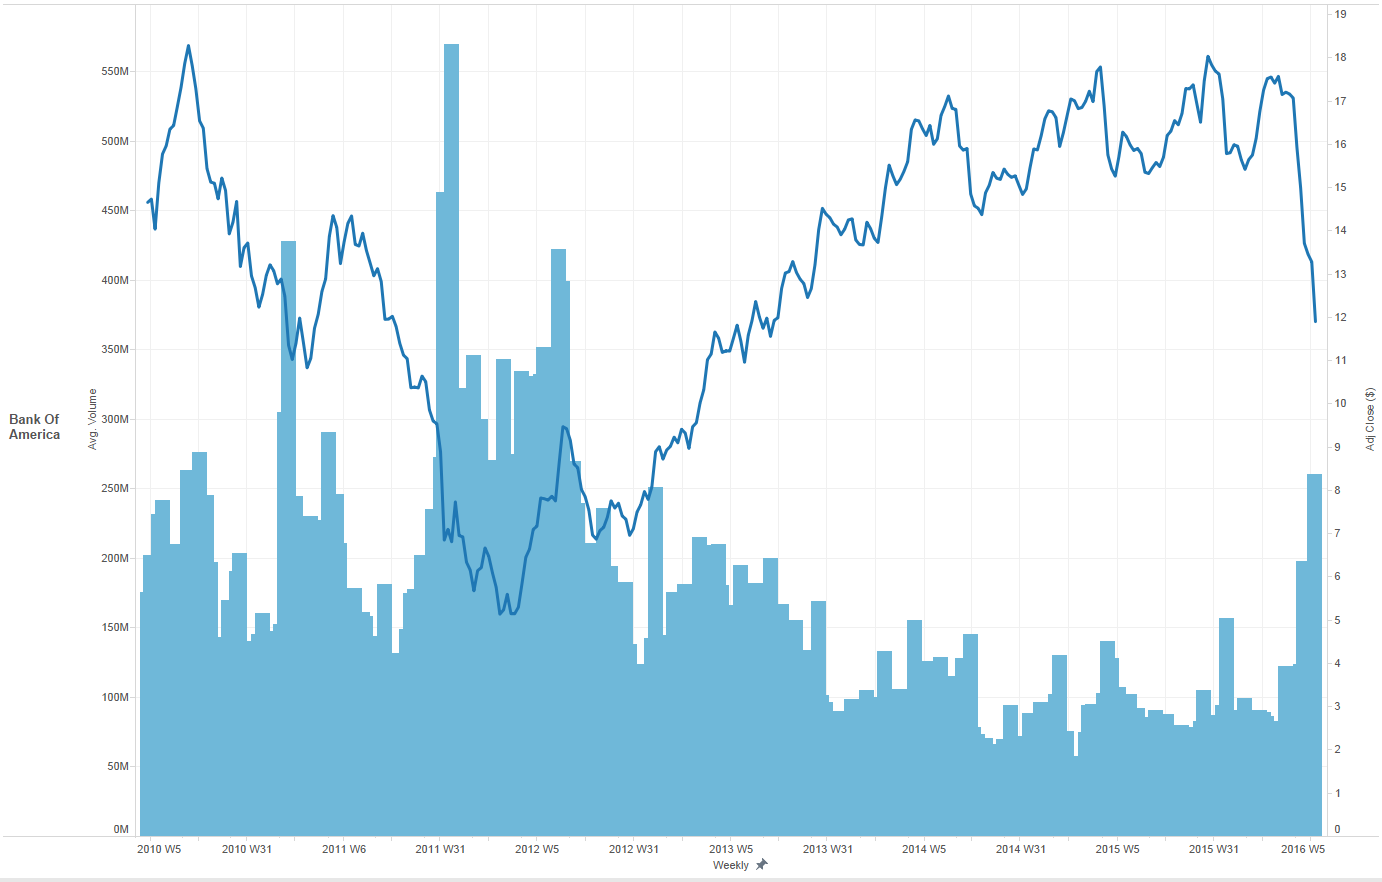 Bank Of
America
Avg. Volume
550M
500M
450M
400M
350M
300M
250M
200M
150M
100M
50M
0M
19
18
17
16
15
14
13
12
11
10
9
8
7
6
5
4
3
2
1
0
Adj Close ($)
2010 W5 2010 W31 2011 W6 2011 W31 2012 W5 2012 W31 2013 W5 2013 W31 2014 W5 2014 W31 2015 W5 2015 W31 2016 W5
Weekly